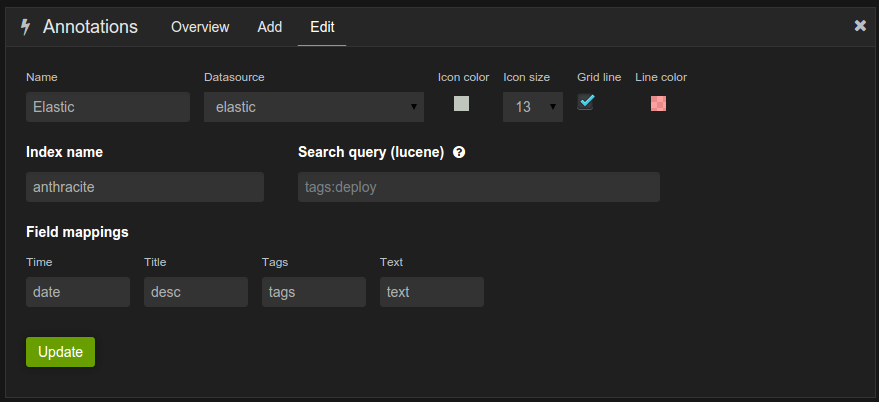 Annotations Overview Add Edit
Name Datasource Icon color Icon size Grid line Line color
Elastic elastic 13
Index name Search query (lucene)
anthracite tags:deploy
Field mappings
Time Title Tags Text
date desc tags text
Update